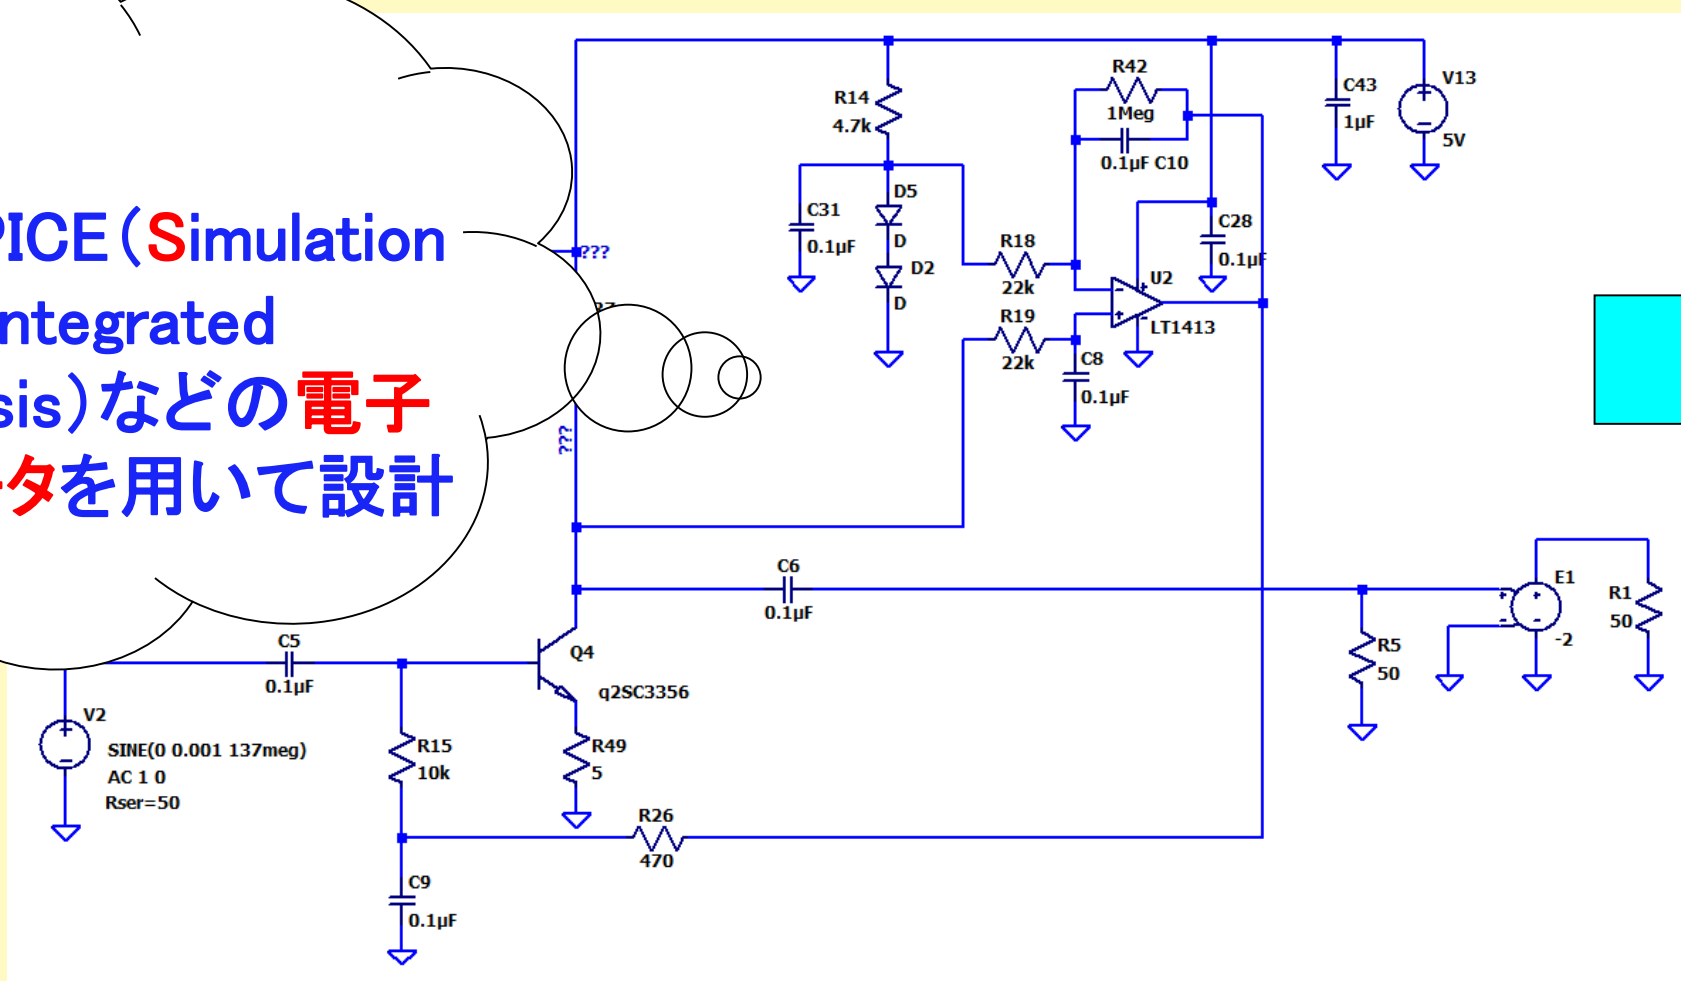 PICE(Simulation
ntegrated
sis)などの電子
タを用いて設計
???
???
R14
4.7k
C31
0.1µF
D5
D
D2
D
R42
1Meg
0.1µF C10
R18
22k
R19
22k
U2
LT1413
C8
0.1µF
C28
0.1µF
C43
1µF
V13
5V
C6
0.1µF
C5
0.1µF
Q4
q2SC3356
V2
SINE(0 0.001 137meg)
AC 1 0
Rser=50
R15
10k
R49
5
R26
470
C9
0.1µF
R5
50
E1
-2
R1
50